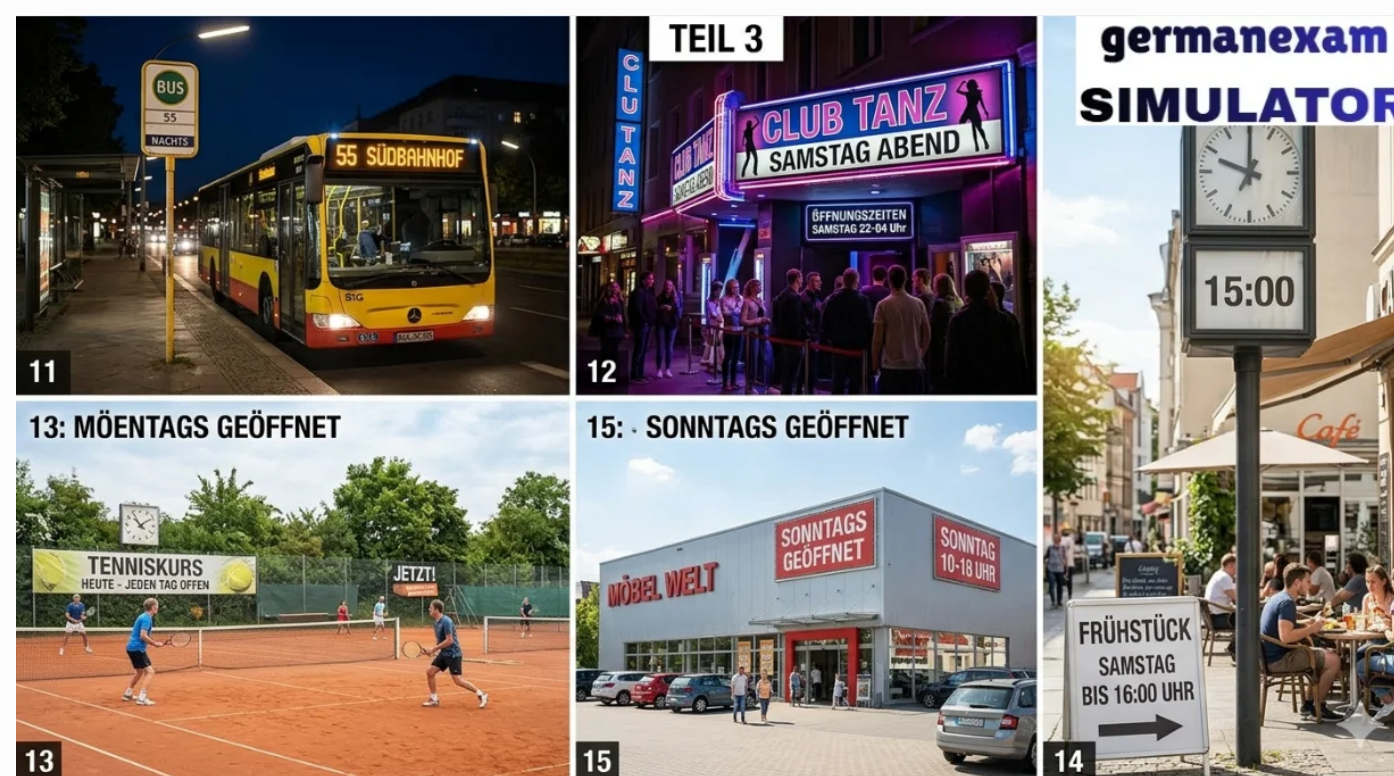 BUS
55
NACHTS
55 SÜDBAHNHOF
11
TEIL 3
CLUB TANZ
CLUB TANZ
SAMSTAG ABEND
CLUB TANZ
ÖFFNUNGSZEITEN
SAMSTAG 22-04 Uhr
12
germanexam
SIMULATOR
15:00
Café
FRÜHSTÜCK
SAMSTAG
BIS 16:00 UHR
14
13: MÖENTAGS GEÖFFNET
TENNISKURS
HEUTE - JEDEN TAG OFFEN
JETZT!
13
15: · SONNTAGS GEÖFFNET
MÖBEL WELT
SONNTAGS
GEÖFFNET
SONNTAG
10-18 UHR
15